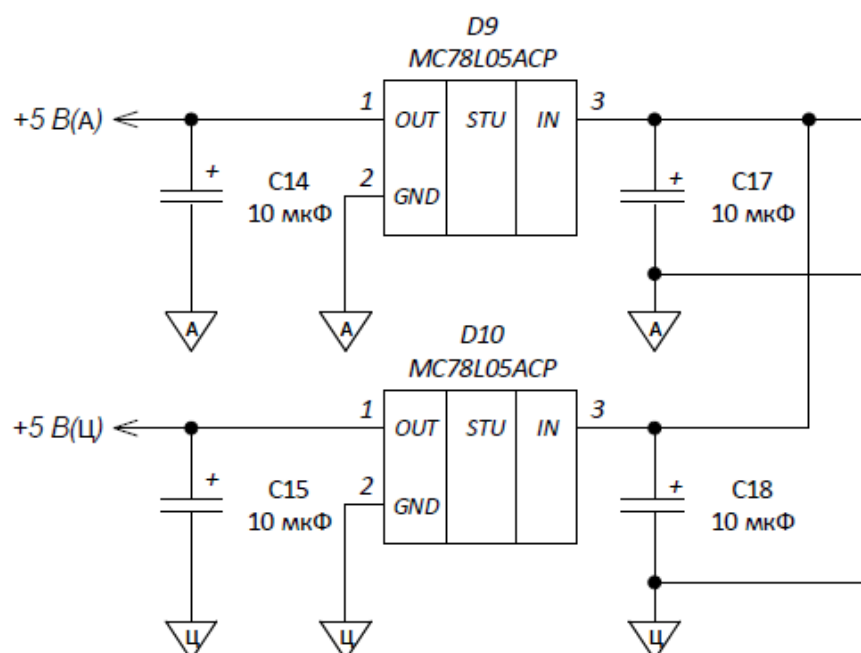 D9
MC78L05ACP
+5 В(А)
1
OUT
STU
IN
3
+
C14
10 мкФ
2
GND
+
C17
10 мкФ
А
А
А
D10
MC78L05ACP
+5 В(Ц)
1
OUT
STU
IN
3
+
C15
10 мкФ
2
GND
+
C18
10 мкФ
Ц
Ц
Ц